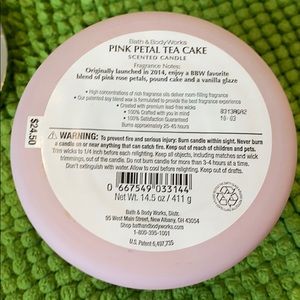 Bath & Body Works
PINK PETAL TEA CAKE
SCENTED CANDLE
Fragrance Notes:
Originally launched in 2014, enjoy a BBW favorite
blend of pink rose petals, pound cake and a vanilla glaze
• High concentrations of rich fragrance oils deliver room-filling fragrance
• Our patented soy blend wax is formulated to provide the best fragrance experience
• Created with premium lead-free wicks
• 100% Satisfaction Guaranteed
Burns approximately 25-45 hours
10 03
$24.50
WARNING: To prevent fire and serious injury: Burn candle within sight. Never burn
a candle on or near anything that can catch fire. Keep out of reach of children and pets.
Trim wicks to 1/4 inch before each relighting. Keep all objects, including matches and wick
trimmings, out of the candle. Do not burn candle for more than 3-4 hours at a time.
Don't extinguish with water. Allow to cool before relighting. Keep out of drafts.
0 667549 033144
Net Wt. 14.5 oz / 411 g
Bath & Body Works, Distr.
95 West Main Street, New Albany, OH 43054
Shop bathandbodyworks.com
1-800-395-1001
U.S. Patent 6,497,735